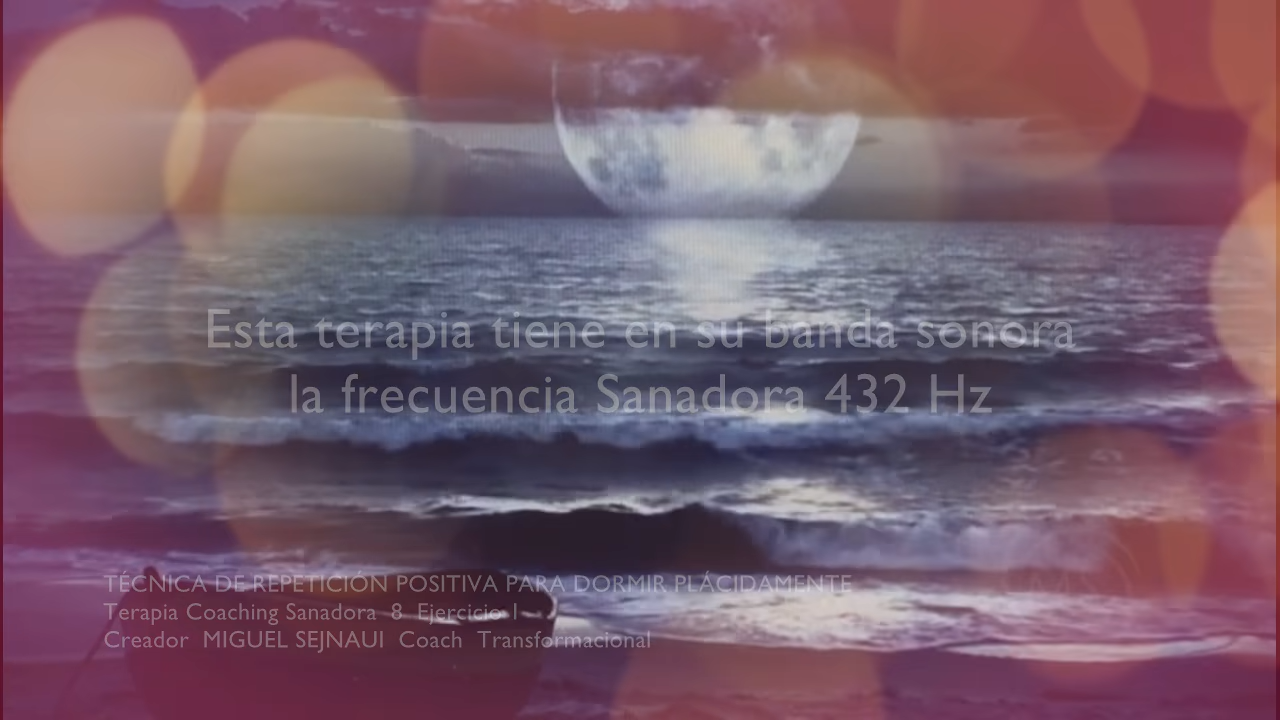 Esta terapia tiene en su banda sonora
la frecuencia Sanadora 432 Hz
TÉCNICA DE REPETICIÓN POSITIVA PARA DORMIR PLÁCIDAMENTE
Terapia Coaching Sanadora 8 Ejercicio 1
Creador MIGUEL SEJNAUI Coach Transformacional